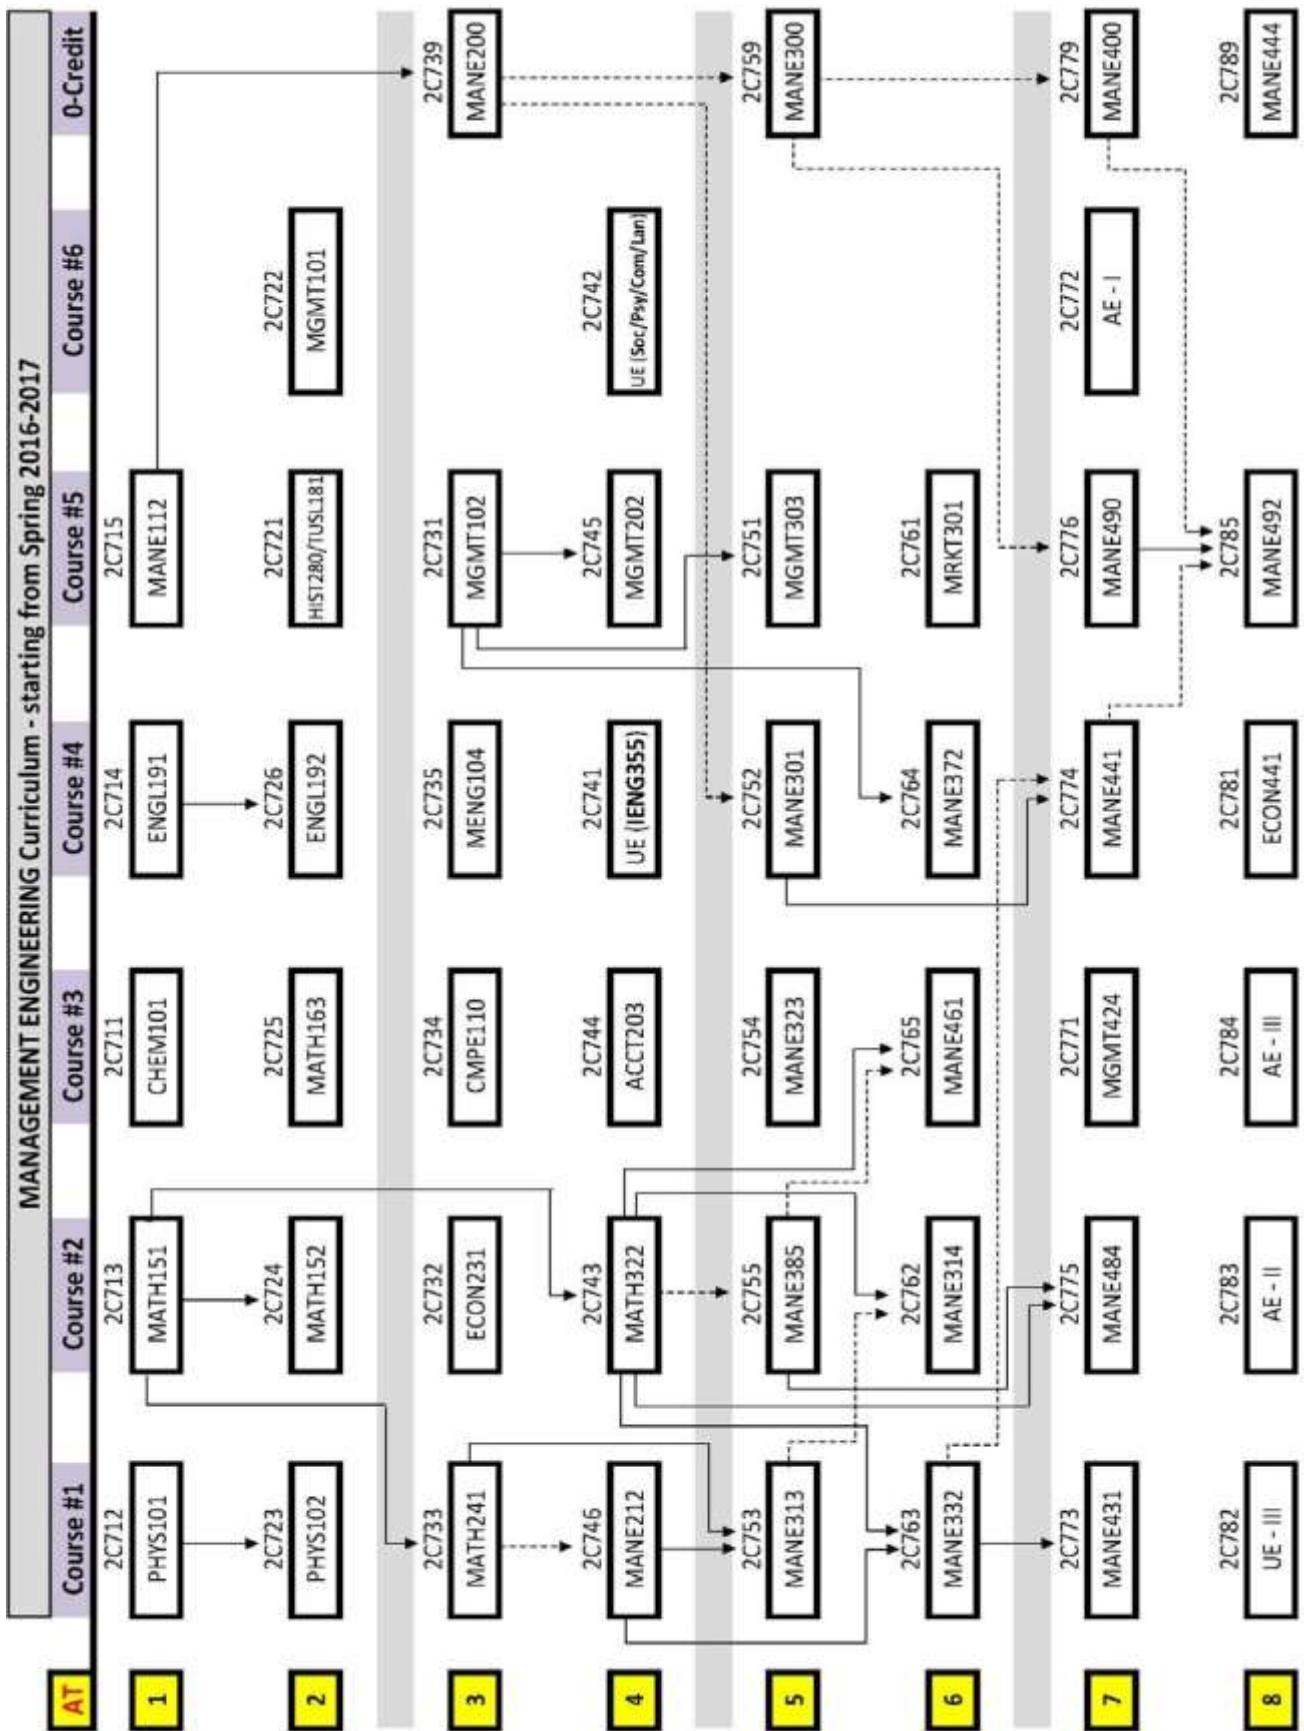 MANAGEMENT ENGINEERING Curriculum - starting from Spring 2016-2017
AT Course #1 Course #2 Course #3 Course #4 Course #5 Course #6 0-Credit
2C712 2C713 2C711 2C714 2C715
1 PHYS101 MATH151 CHEM101 ENGL191 MANE112
2C723 2C724 2C725 2C726 2C721 2C722
2 PHYS102 MATH152 MATH163 ENGL192 HIST280/TUSL181 MGMT101
2C733 2C732 2C734 2C735 2C731 2C739
3 MATH241 ECON231 CMPE110 MENG104 MGMT102 MANE200
2C746 2C743 2C744 2C741 2C745 2C742
4 MANE212 MATH322 ACCT203 UE (IENG355) MGMT202 UE (Soc/Psy/Com/Lan)
2C753 2C755 2C754 2C752 2C751 2C759
5 MANE313 MANE385 MANE323 MANE301 MGMT303 MANE300
2C763 2C762 2C765 2C764 2C761
6 MANE332 MANE314 MANE461 MANE372 MRKT301
2C773 2C775 2C771 2C774 2C776 2C772 2C779
7 MANE431 MANE484 MGMT424 MANE441 MANE490 AE - I MANE400
2C782 2C783 2C784 2C781 2C785 2C789
8 UE - III AE - II AE - III ECON441 MANE492 MANE444